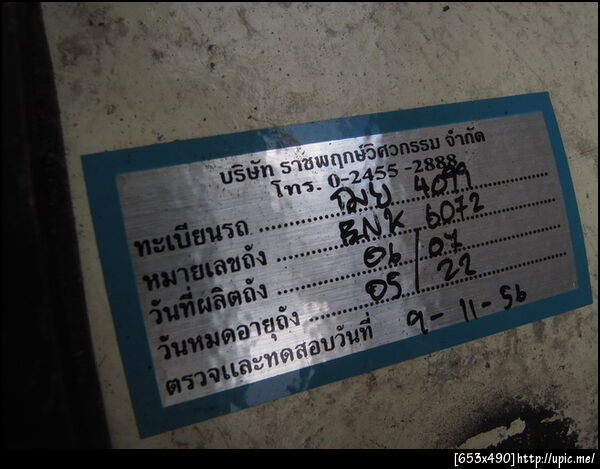 บริษัท ราชพฤกษ์วิศวกรรม จำกัด
โทร. 0-2455-2888
ทะเบียนรถ 4099
หมายเลขถัง ENK 6072
วันที่ผลิตถัง 06/07
วันหมดอายุถัง 05/22
ตรวจและทดสอบวันที่ 9-11-56
[653x490]http://upic.me/